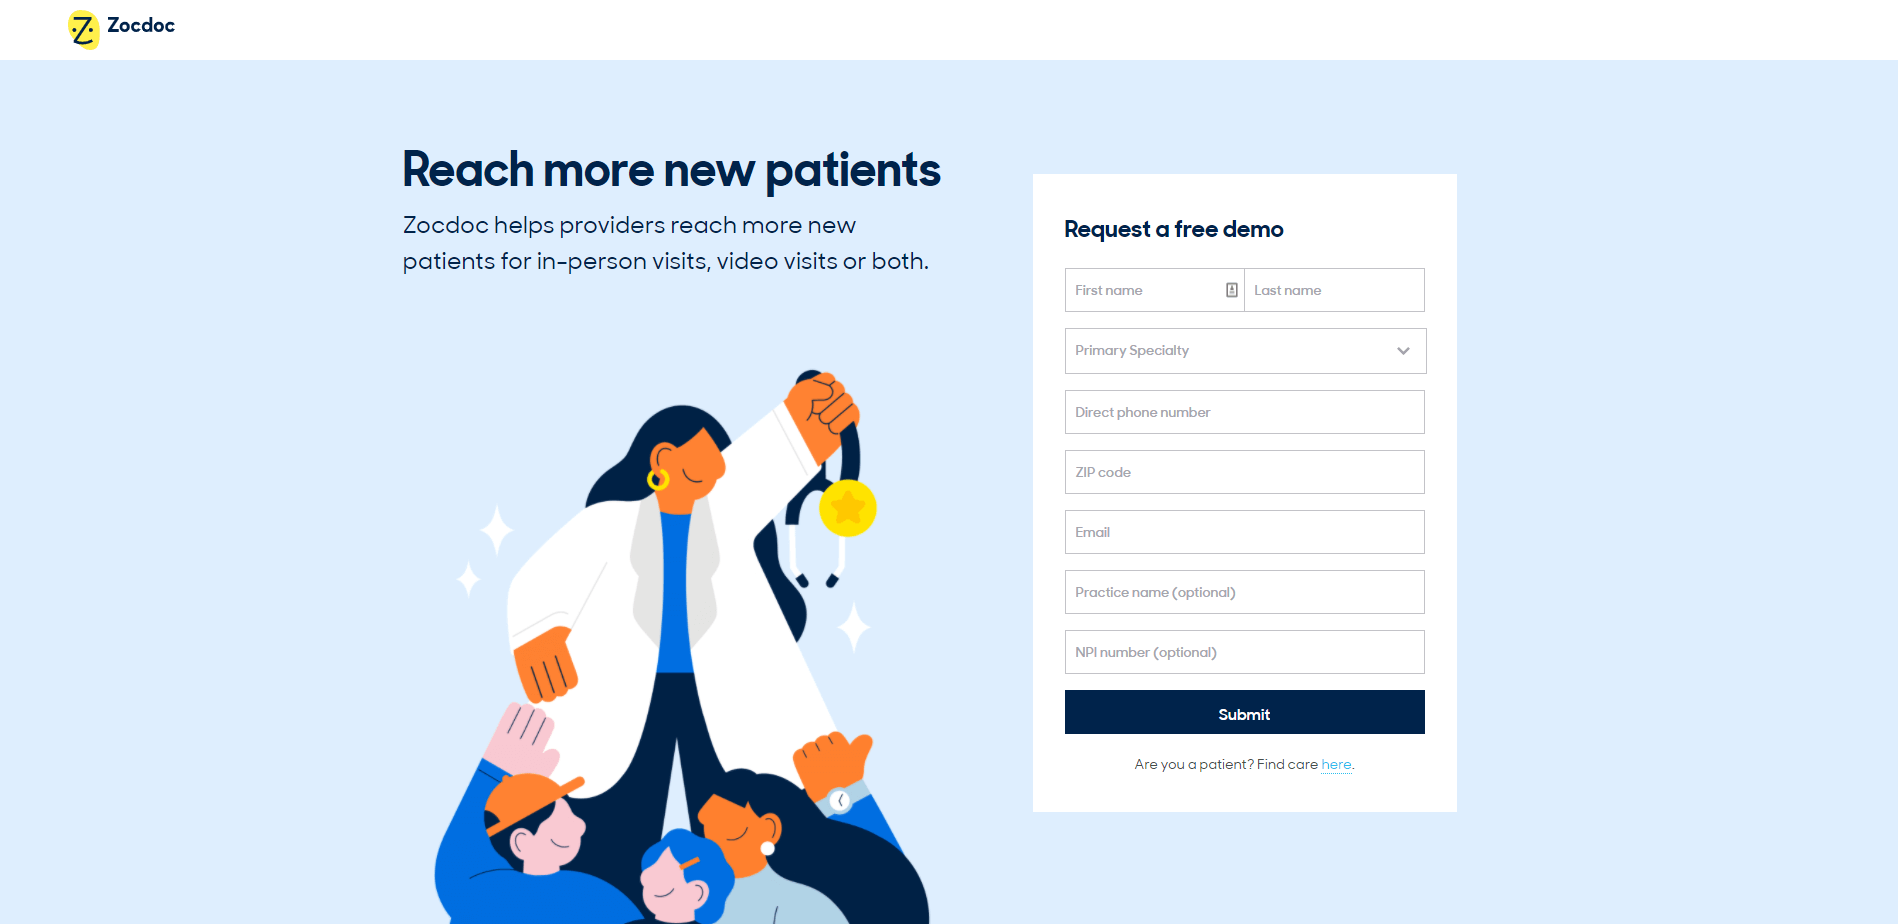 Zocdoc
Reach more new patients
Zocdoc helps providers reach more new
patients for in-person visits, video visits or both.
Request a free demo
First name
Last name
Primary Specialty
Direct phone number
ZIP code
Email
Practice name (optional)
NPI number (optional)
Submit
Are you a patient? Find care here.